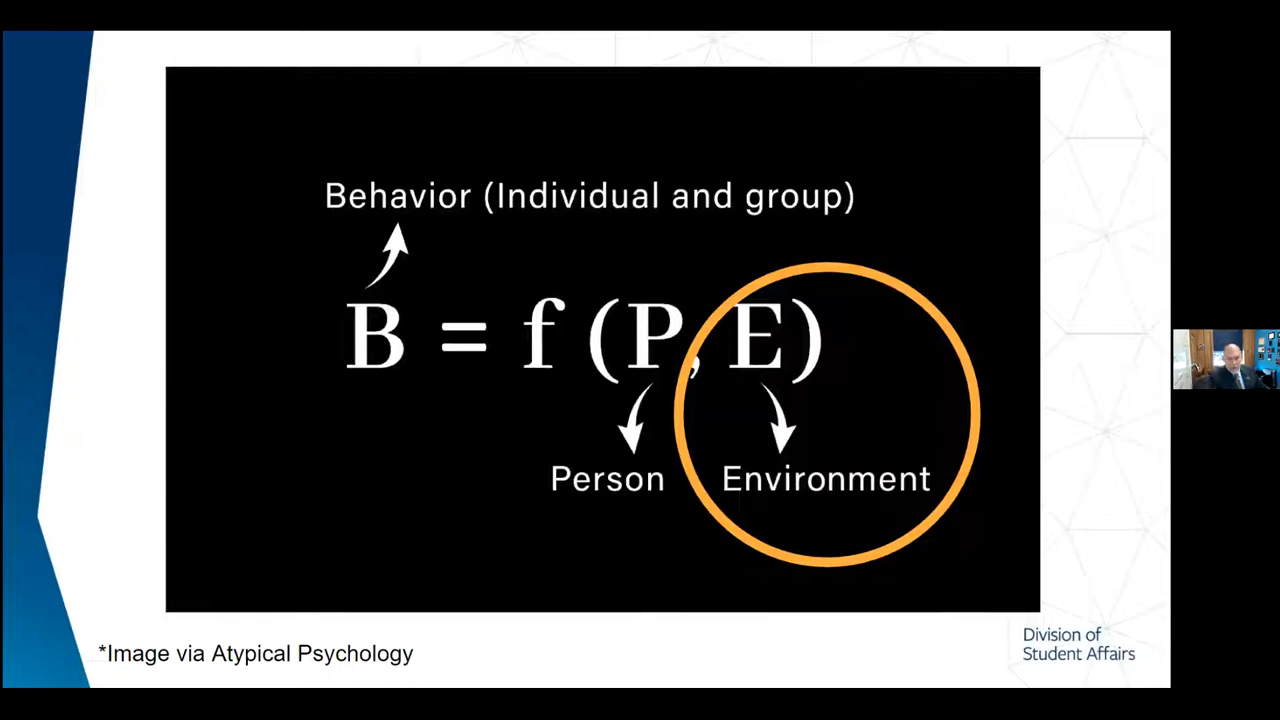 Behavior (Individual and group)
B = f (P, E)
Person Environment
*Image via Atypical Psychology
Division of
Student Affairs